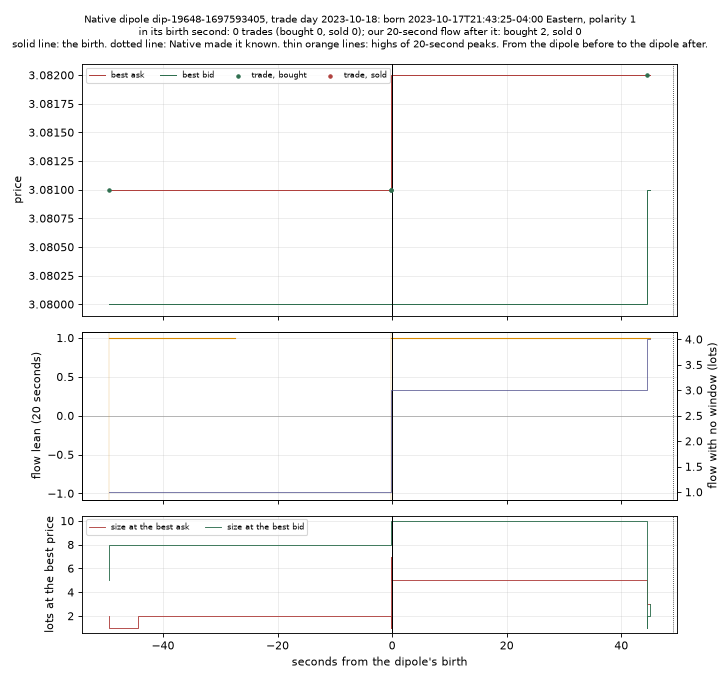 Native dipole dip-19648-1697593405, trade day 2023-10-18: born 2023-10-17T21:43:25-04:00 Eastern, polarity 1
in its birth second: 0 trades (bought 0, sold 0); our 20-second flow after it: bought 2, sold 0
solid line: the birth. dotted line: Native made it known. thin orange lines: highs of 20-second peaks. From the dipole before to the dipole after.
best ask best bid trade, bought trade, sold
3.08200
3.08175
3.08150
3.08125
3.08100
3.08075
3.08050
3.08025
3.08000
price
1.0
0.5
0.0
−0.5
−1.0
flow lean (20 seconds)
4.0
3.5
3.0
2.5
2.0
1.5
1.0
flow with no window (lots)
size at the best ask size at the best bid
10
8
6
4
2
lots at the best price
−40 −20 0 20 40
seconds from the dipole's birth